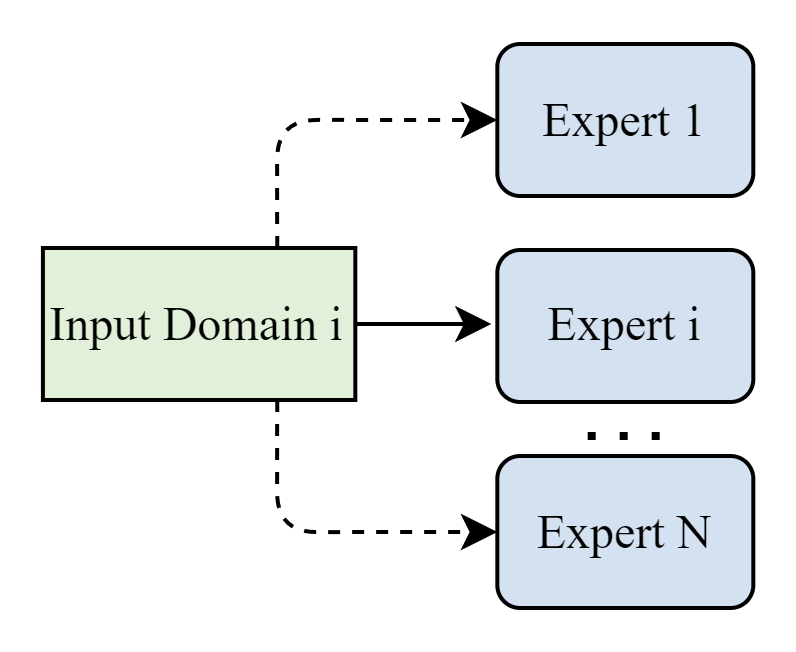 Expert 1
Input Domain i
Expert i
. . .
Expert N